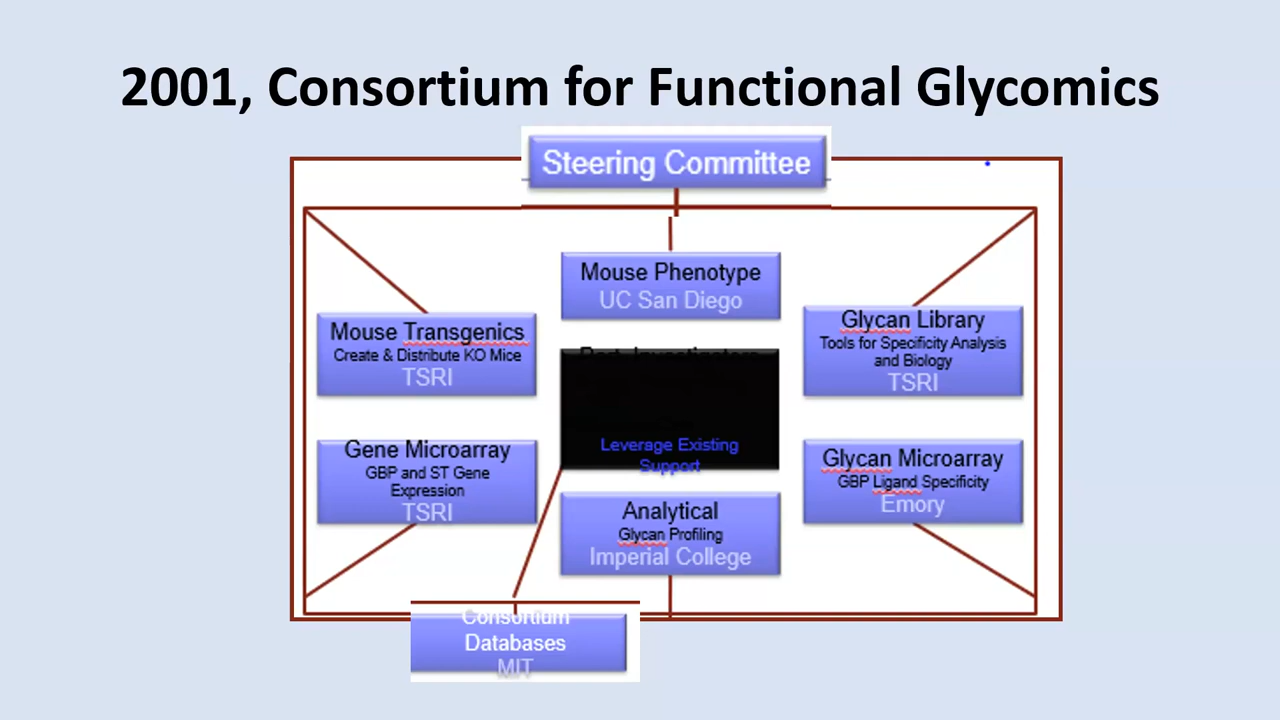 2001, Consortium for Functional Glycomics
Steering Committee
Mouse Phenotype
UC San Diego
Mouse Transgenics
Create & Distribute KO Mice
TSRI
Glycan Library
Tools for Specificity Analysis
and Biology
TSRI
Leverage Existing
Support
Gene Microarray
GBP and ST Gene
Expression
TSRI
Glycan Microarray
GBP Ligand Specificity
Emory
Analytical
Glycan Profiling
Imperial College
Consortium
Databases
MIT